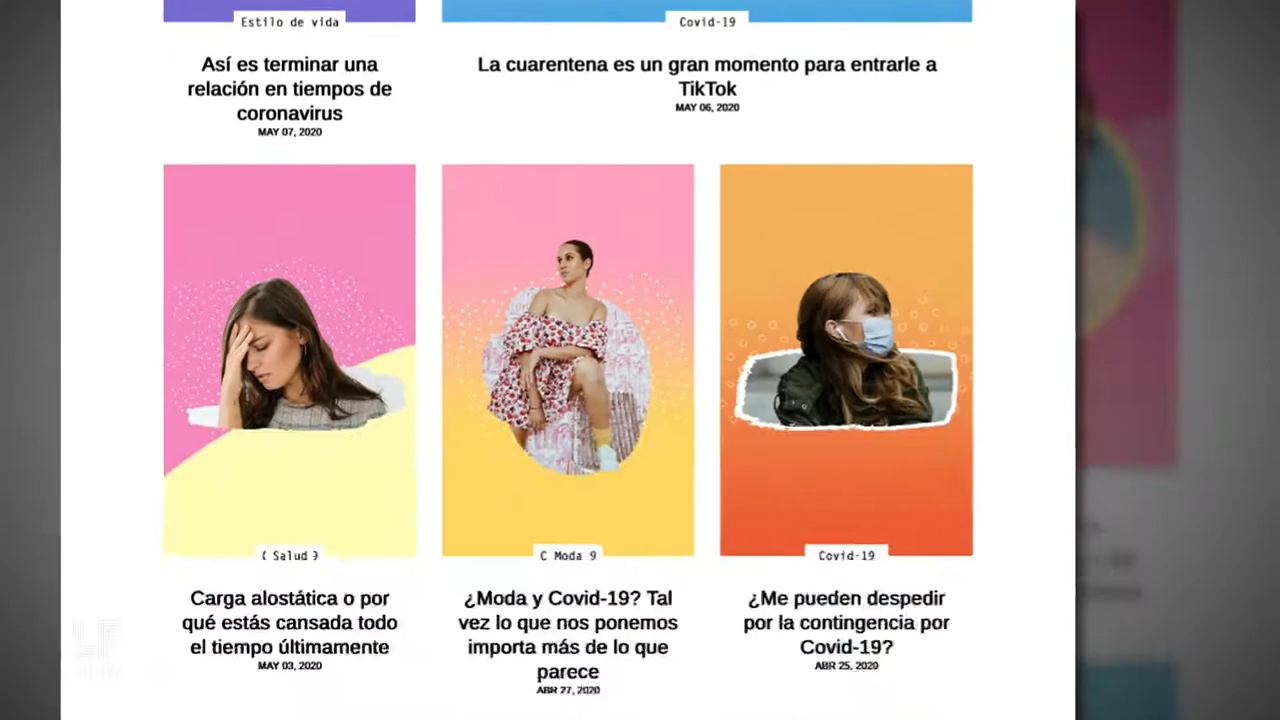 Estilo de vida
Así es terminar una
relación en tiempos de
coronavirus
MAY 07, 2020
Covid-19
La cuarentena es un gran momento para entrarle a
TikTok
MAY 06, 2020
Salud
Carga alostática o por
qué estás cansada todo
el tiempo últimamente
MAY 03, 2020
Moda
¿Moda y Covid-19? Tal
vez lo que nos ponemos
importa más de lo que
parece
ABR 27, 2020
Covid-19
¿Me pueden despedir
por la contingencia por
Covid-19?
ABR 25, 2020